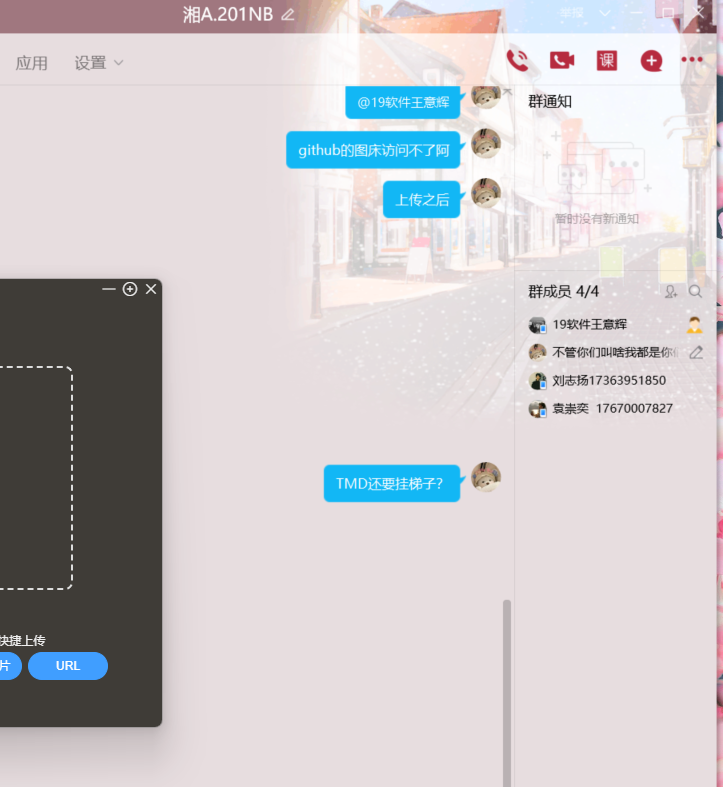 湘A.201NB
举报
应用 设置
课
@19软件王意辉
github的图床访问不了阿
上传之后
TMD还要挂梯子?
群通知
暂时没有新通知
群成员 4/4
19软件王意辉
不管你们叫啥我都是你
刘志扬17363951850
袁崇奕 17670007827
快捷上传
片
URL